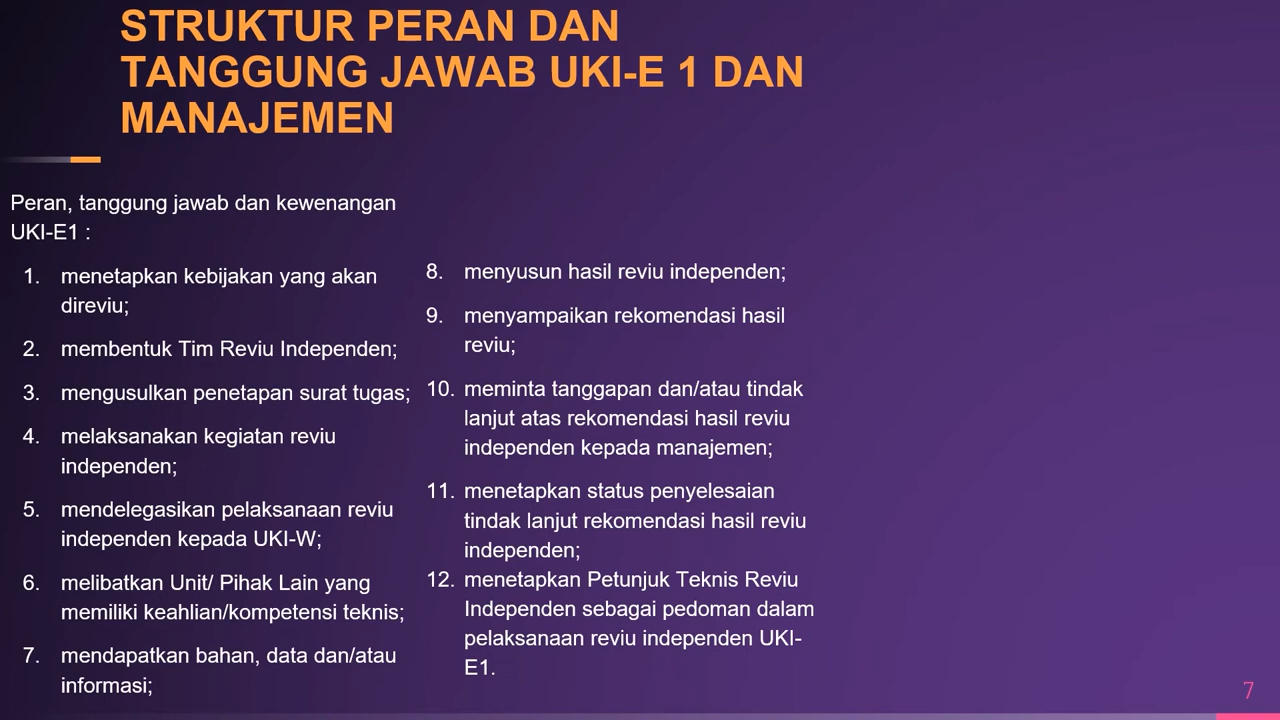 STRUKTUR PERAN DAN
TANGGUNG JAWAB UKI-E 1 DAN
MANAJEMEN
Peran, tanggung jawab dan kewenangan
UKI-E1 :
1. menetapkan kebijakan yang akan
direviu;
2. membentuk Tim Reviu Independen;
3. mengusulkan penetapan surat tugas;
4. melaksanakan kegiatan reviu
independen;
5. mendelegasikan pelaksanaan reviu
independen kepada UKI-W;
6. melibatkan Unit/ Pihak Lain yang
memiliki keahlian/kompetensi teknis;
7. mendapatkan bahan, data dan/atau
informasi;
8. menyusun hasil reviu independen;
9. menyampaikan rekomendasi hasil
reviu;
10. meminta tanggapan dan/atau tindak
lanjut atas rekomendasi hasil reviu
independen kepada manajemen;
11. menetapkan status penyelesaian
tindak lanjut rekomendasi hasil reviu
independen;
12. menetapkan Petunjuk Teknis Reviu
Independen sebagai pedoman dalam
pelaksanaan reviu independen UKI-
E1.
7